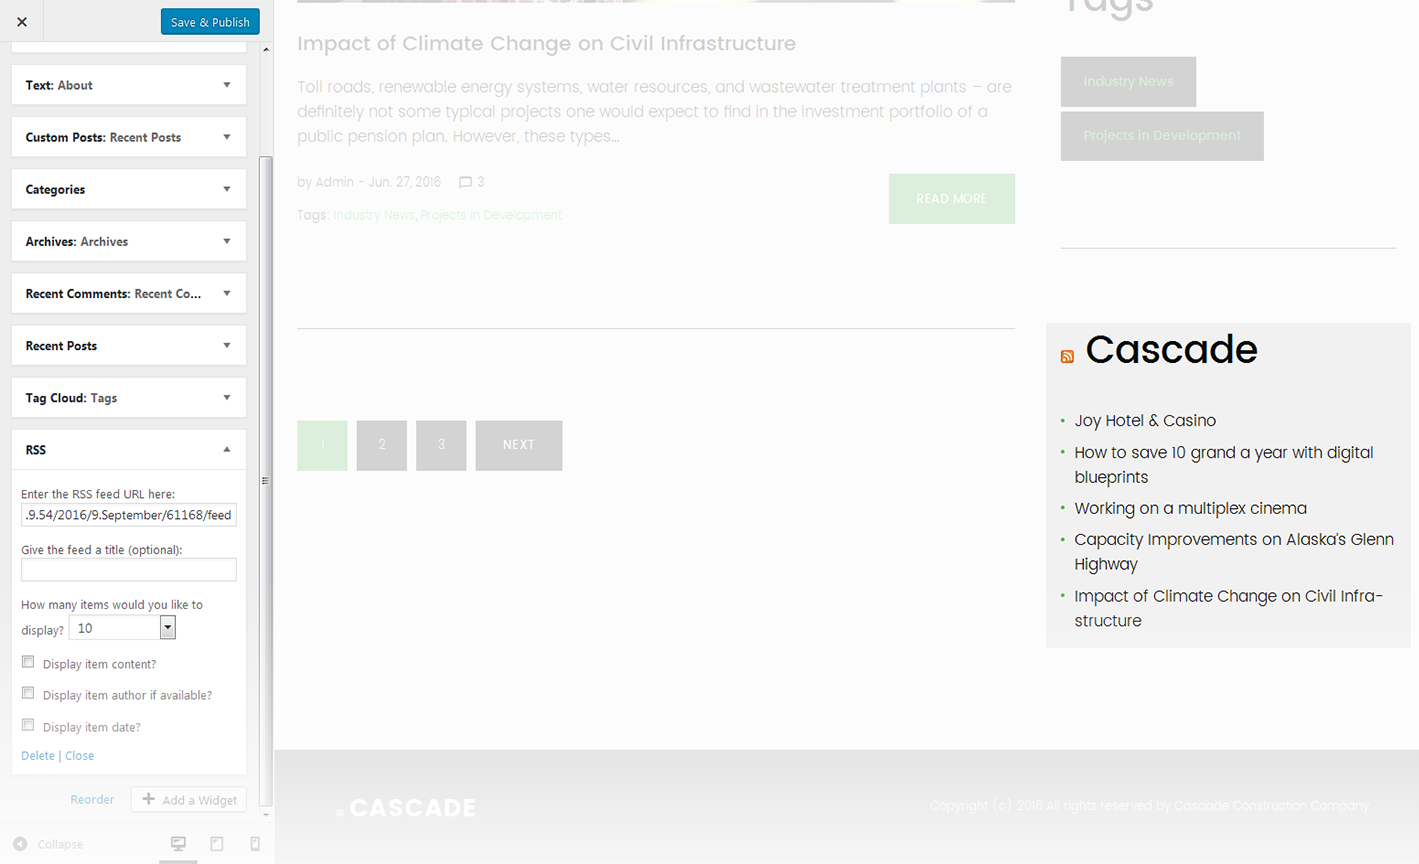 Save & Publish
Text: About
Custom Posts: Recent Posts
Categories
Archives: Archives
Recent Comments: Recent Co...
Recent Posts
Tag Cloud: Tags
RSS
Enter the RSS feed URL here:
.9.54/2016/9.September/61168/feed
Give the feed a title (optional):
How many items would you like to
display? 10
Display item content?
Display item author if available?
Display item date?
Delete | Close
Reorder
Add a Widget
Collapse
Impact of Climate Change on Civil Infrastructure
Toll roads, renewable energy systems, water resources, and wastewater treatment plants – are
definitely not some typical projects one would expect to find in the investment portfolio of a
public pension plan. However, these types...
by Admin - Jun. 27, 2016 3
READ MORE
Tags: Industry News, Projects in Development
1 2 3 NEXT
Tags
Industry News
Projects in Development
Cascade
• Joy Hotel & Casino
• How to save 10 grand a year with digital
blueprints
• Working on a multiplex cinema
• Capacity Improvements on Alaska's Glenn
Highway
• Impact of Climate Change on Civil Infra-
structure
CASCADE
Copyright (c) 2016 All rights reserved by Cascade Construction Company